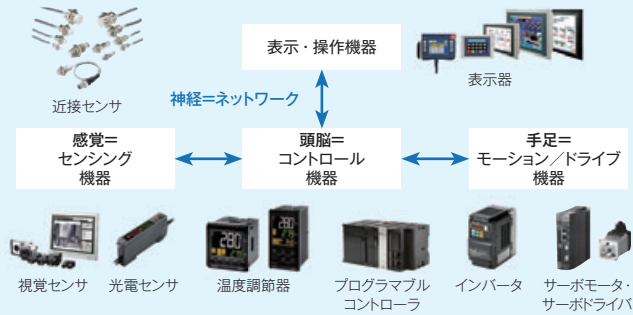 表示・操作機器
表示器
近接センサ
神経=ネットワーク
感覚=
センシング
機器
頭脳=
コントロール
機器
手足=
モーション／ドライブ
機器
視覚センサ
光電センサ
温度調節器
プログラマブル
コントローラ
インバータ
サーボモータ・
サーボドライバ